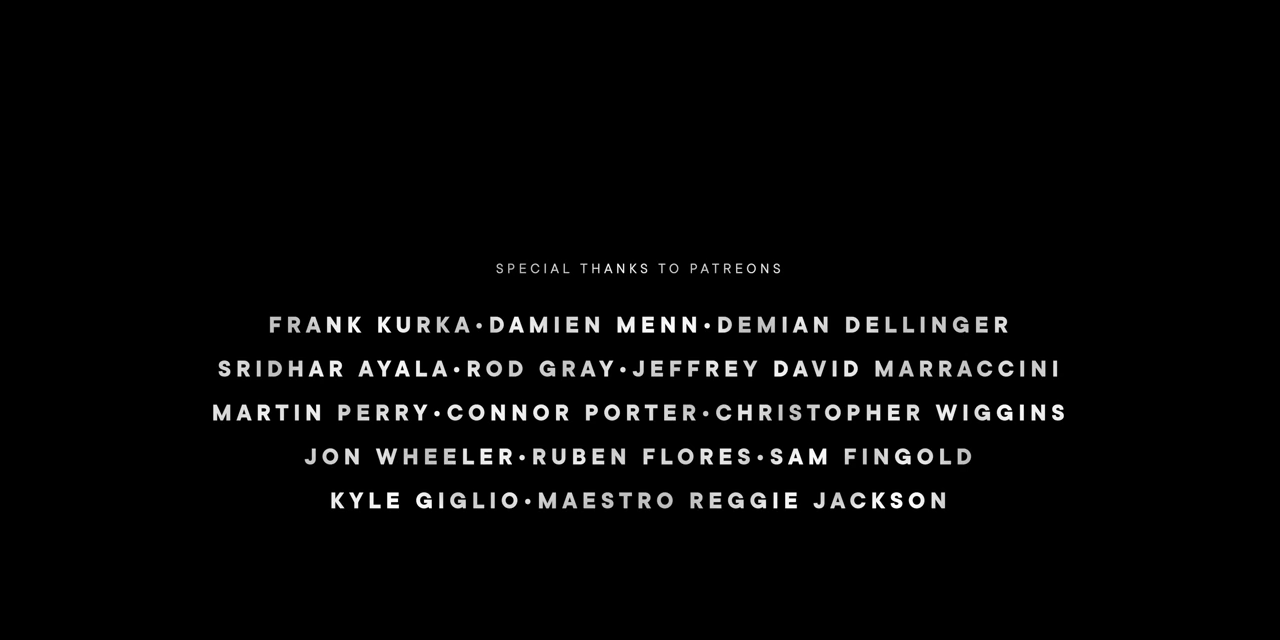 SPECIAL THANKS TO PATREONS
FRANK KURKA•DAMIEN MENN•DEMIAN DELLINGER
SRIDHAR AYALA•ROD GRAY•JEFFREY DAVID MARRACCINI
MARTIN PERRY•CONNOR PORTER•CHRISTOPHER WIGGINS
JON WHEELER•RUBEN FLORES•SAM FINGOLD
KYLE GIGLIO•MAESTRO REGGIE JACKSON